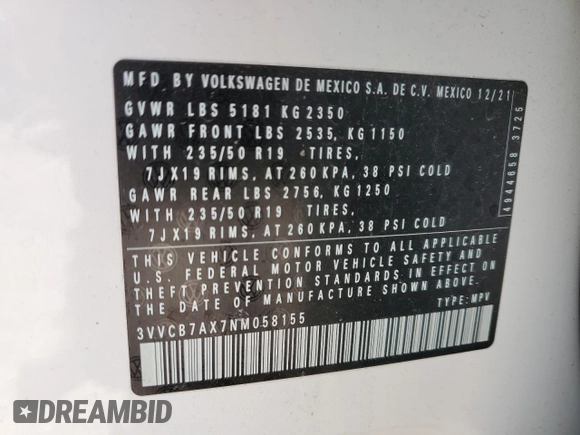 MFD BY VOLKSWAGEN DE MEXICO S.A. DE C.V. MEXICO 12/21
GVWR LBS 5181 KG 2350
GAWR FRONT LBS 2535, KG 1150
WITH 235/50 R19 TIRES,
7JX19 RIMS, AT 260 KPA, 38 PSI COLD
GAWR REAR LBS 2756, KG 1250
WITH 235/50 R19 TIRES,
7JX19 RIMS, AT 260 KPA, 38 PSI COLD
THIS VEHICLE CONFORMS TO ALL APPLICABLE
U.S. FEDERAL MOTOR VEHICLE SAFETY AND
THEFT PREVENTION STANDARDS IN EFFECT ON
THE DATE OF MANUFACTURE SHOWN ABOVE
3VVCB7AX7NM058155
TYPE: MPV
4944658 3725
DREAMBID